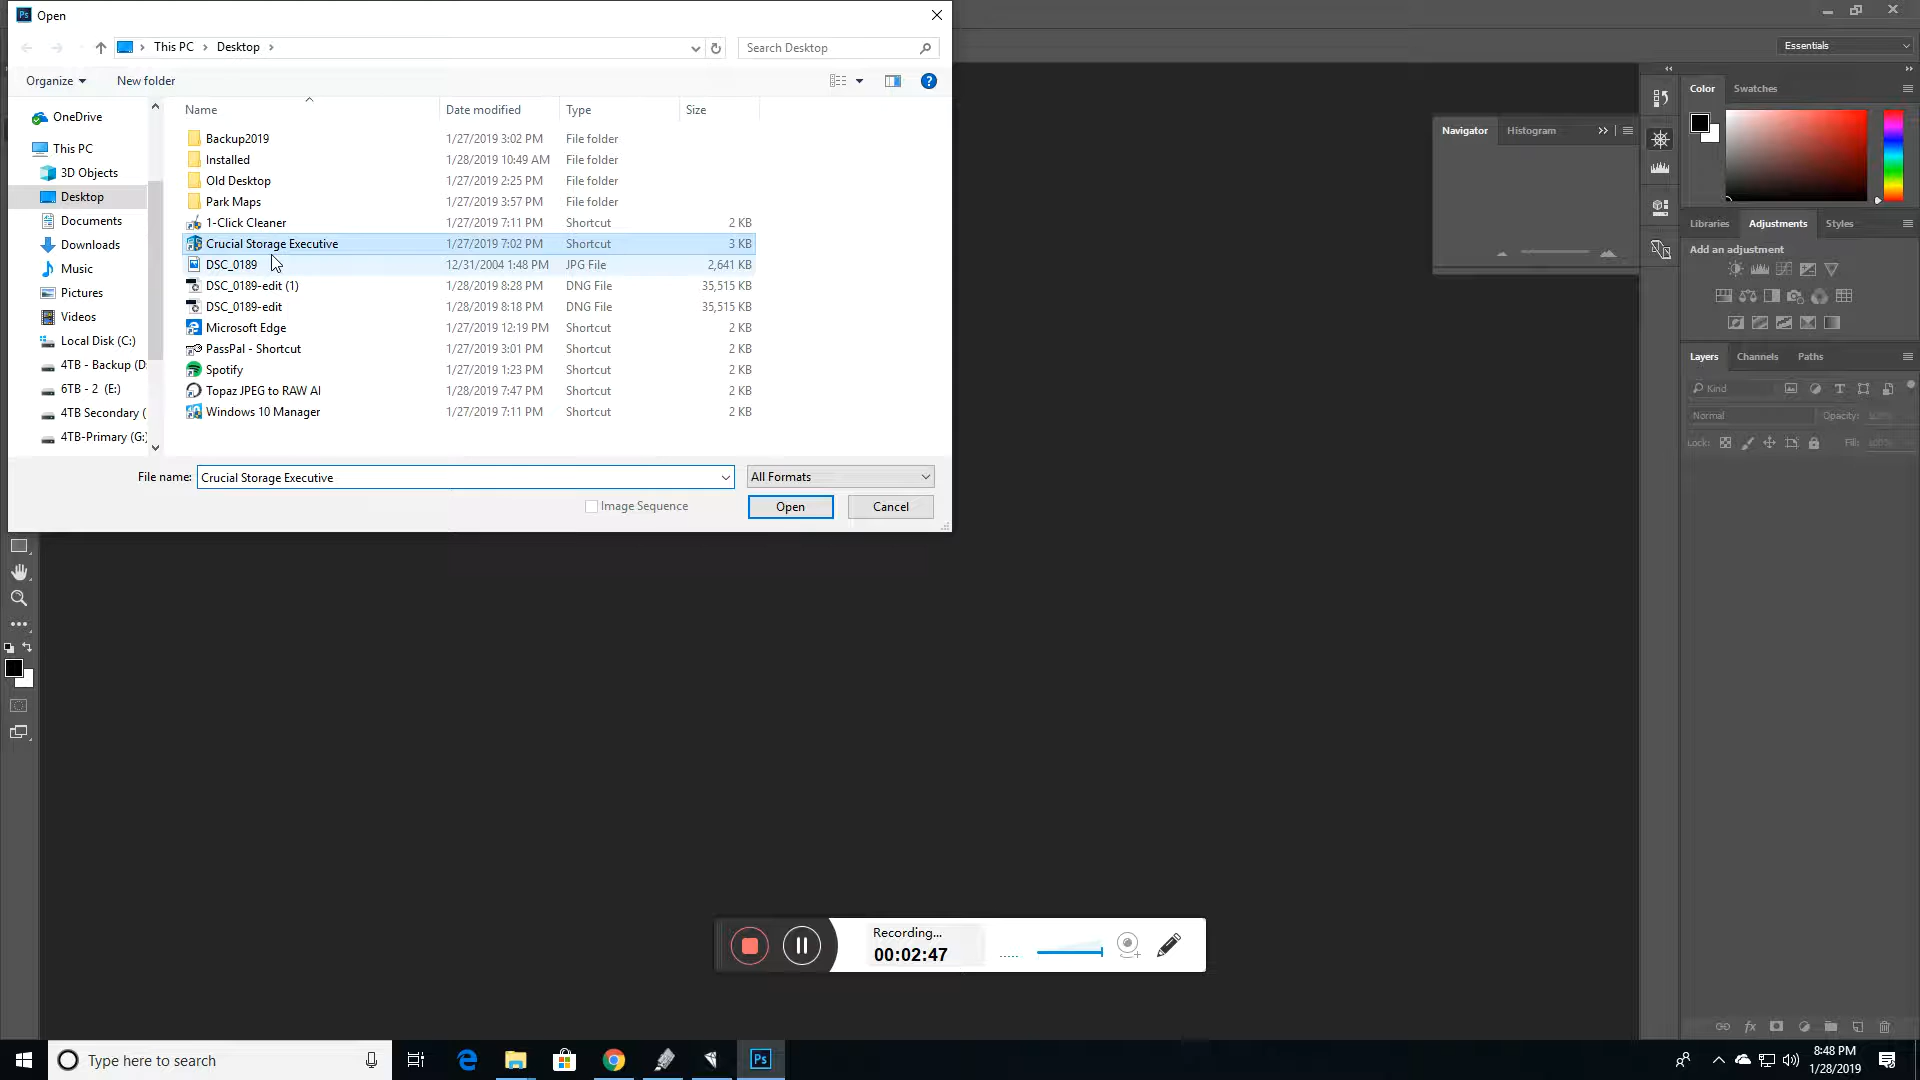 Ps Open
This PC > Desktop >
Search Desktop
Organize
New folder
Name
Date modified
Type
Size
OneDrive
This PC
3D Objects
Desktop
Documents
Downloads
Music
Pictures
Videos
Local Disk (C:)
4TB - Backup (D:
6TB - 2 (E:)
4TB Secondary (
4TB-Primary (G:)
Backup2019 1/27/2019 3:02 PM File folder
Installed 1/28/2019 10:49 AM File folder
Old Desktop 1/27/2019 2:25 PM File folder
Park Maps 1/27/2019 3:57 PM File folder
1-Click Cleaner 1/27/2019 7:11 PM Shortcut 2 KB
Crucial Storage Executive 1/27/2019 7:02 PM Shortcut 3 KB
DSC_0189 12/31/2004 1:48 PM JPG File 2,641 KB
DSC_0189-edit (1) 1/28/2019 8:28 PM DNG File 35,515 KB
DSC_0189-edit 1/28/2019 8:18 PM DNG File 35,515 KB
Microsoft Edge 1/27/2019 12:19 PM Shortcut 2 KB
PassPal - Shortcut 1/27/2019 3:01 PM Shortcut 2 KB
Spotify 1/27/2019 1:23 PM Shortcut 2 KB
Topaz JPEG to RAW AI 1/28/2019 7:47 PM Shortcut 2 KB
Windows 10 Manager 1/27/2019 7:11 PM Shortcut 2 KB
File name: Crucial Storage Executive
All Formats
Image Sequence
Open
Cancel
Essentials
Navigator Histogram
Color Swatches
Libraries Adjustments Styles
Add an adjustment
Layers Channels Paths
Kind
Normal Opacity:
Lock: Fill:
fx
Recording...
00:02:47
Type here to search
Ps
8:48 PM
1/28/2019